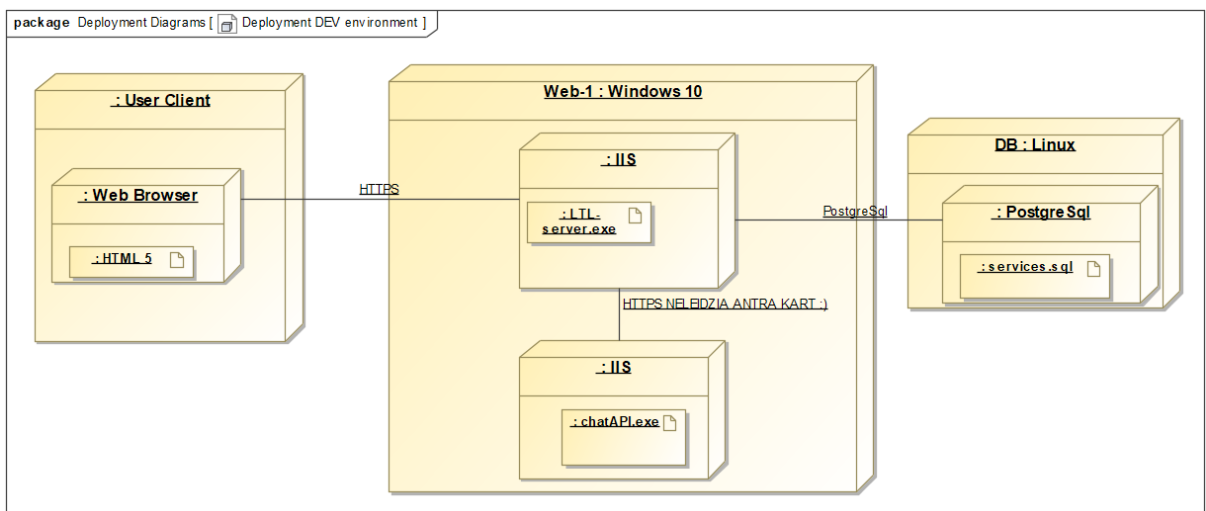 package Deployment Diagrams [ Deployment DEV environment ]
: User Client
: Web Browser
: HTML 5
HTTPS
Web-1 : Windows 10
: IIS
: LTL-
server.exe
HTTPS NELEIDZIA ANTRA KART :)
: IIS
: chatAPI.exe
PostgreSql
DB : Linux
: PostgreSql
: services.sql